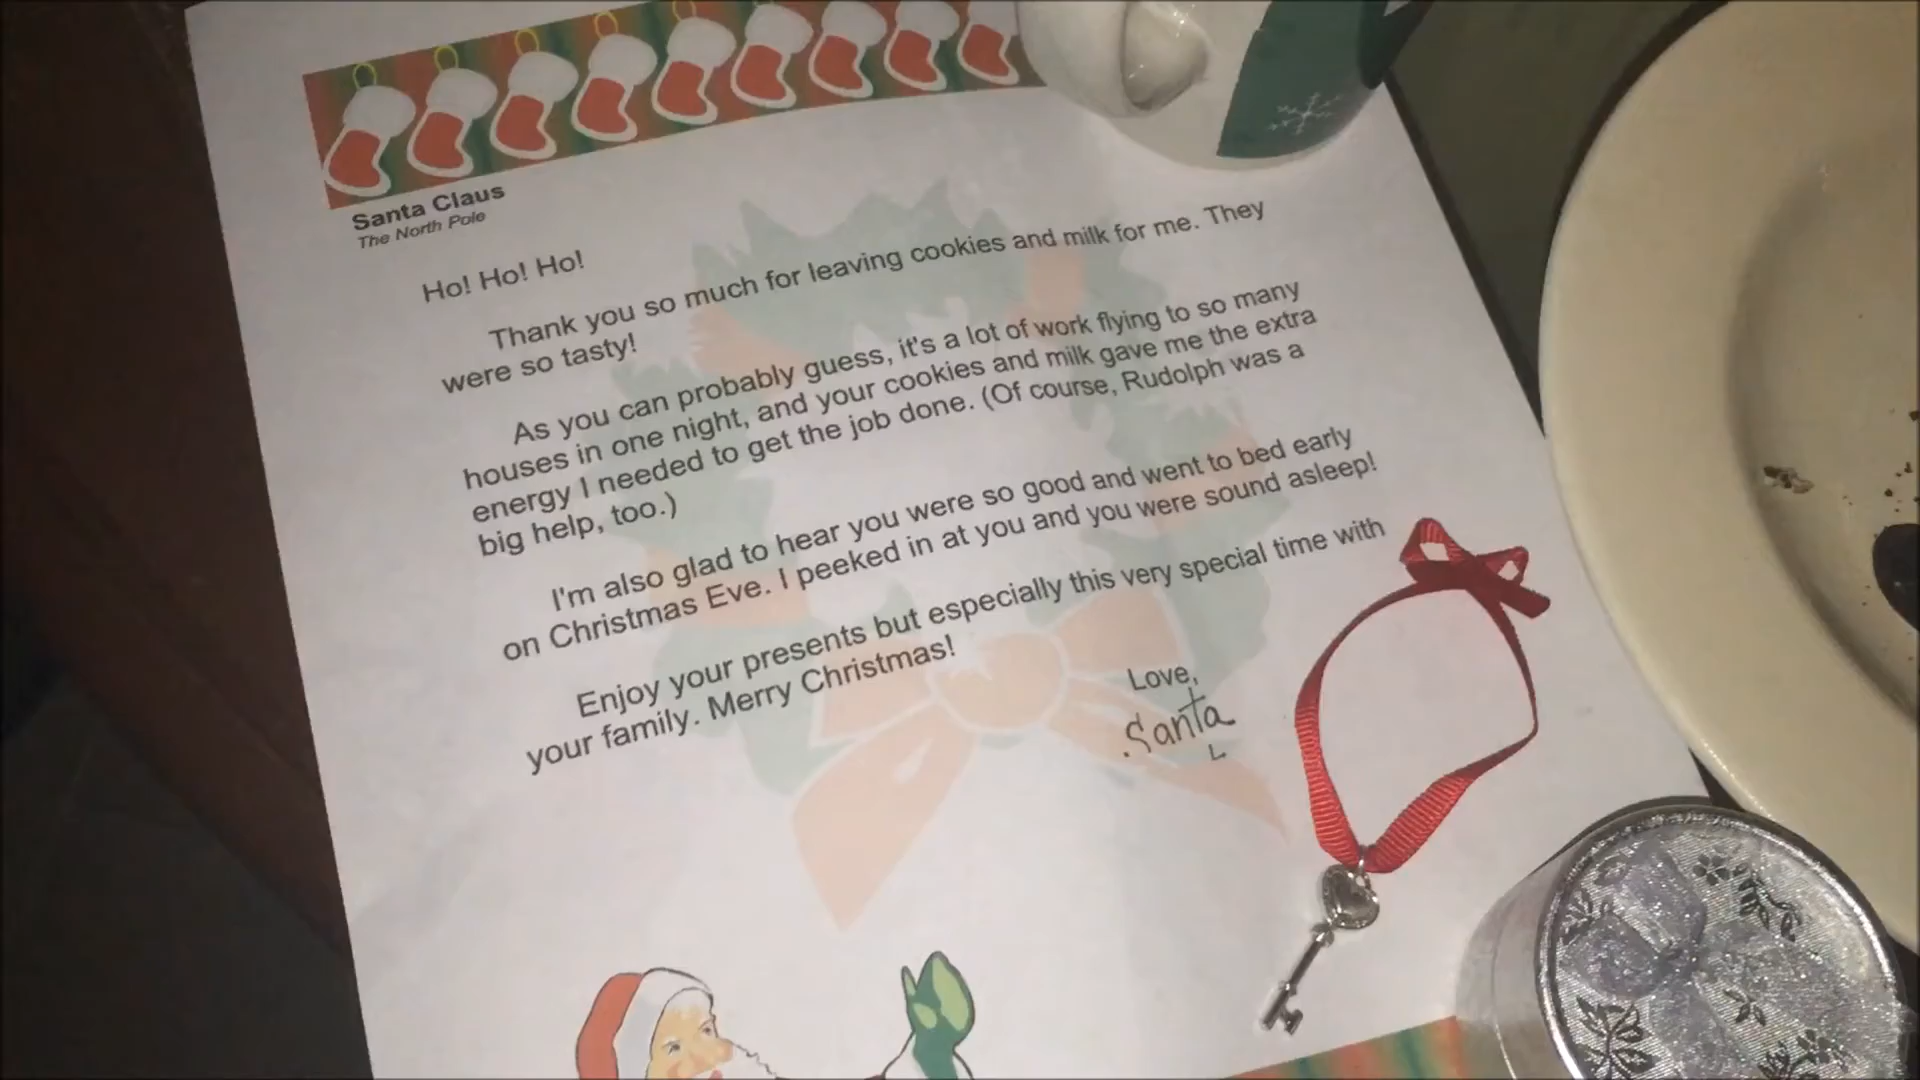 Santa Claus
The North Pole
Ho! Ho! Ho!
Thank you so much for leaving cookies and milk for me. They
were so tasty!
As you can probably guess, it's a lot of work flying to so many
houses in one night, and your cookies and milk gave me the extra
energy I needed to get the job done. (Of course, Rudolph was a
big help, too.)
I'm also glad to hear you were so good and went to bed early
on Christmas Eve. I peeked in at you and you were sound asleep!
Enjoy your presents but especially this very special time with
your family. Merry Christmas!
Love,
Santa